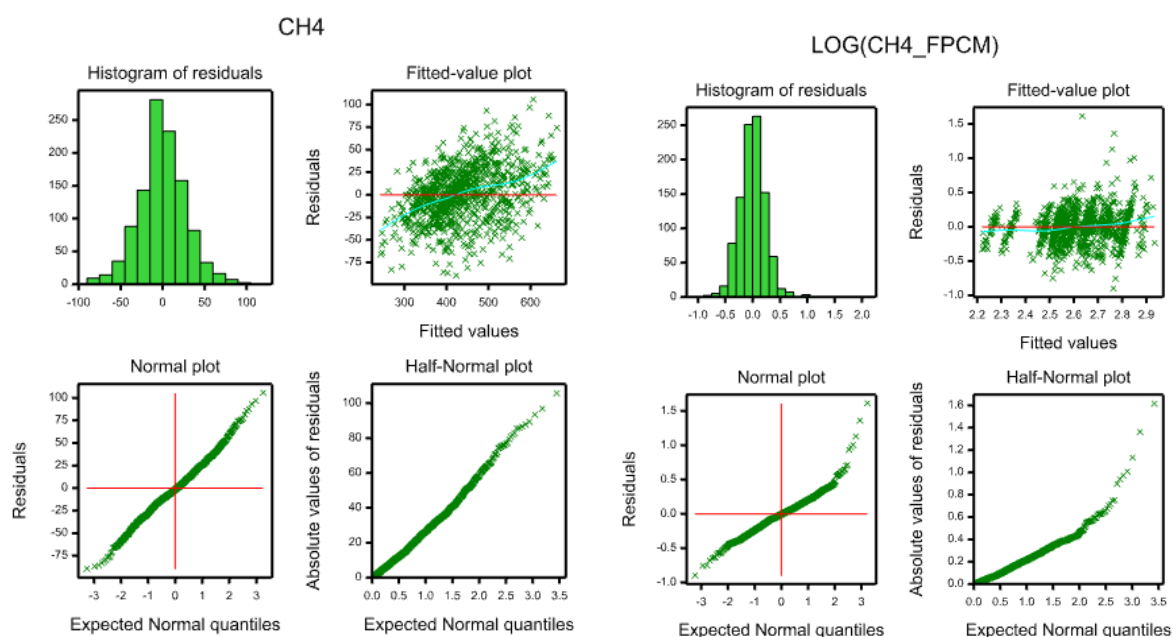 CH4
Histogram of residuals
250
200
150
100
50
0
-100 -50 0 50 100
Fitted-value plot
Residuals
100
75
50
25
0
-25
-50
-75
300 400 500 600
Fitted values
Normal plot
Residuals
100
75
50
25
0
-25
-50
-75
-3 -2 -1 0 1 2 3
Expected Normal quantiles
Half-Normal plot
Absolute values of residuals
100
80
60
40
20
0
0.0 0.5 1.0 1.5 2.0 2.5 3.0 3.5
Expected Normal quantiles
LOG(CH4_FPCM)
Histogram of residuals
250
200
150
100
50
0
-1.0 -0.5 0.0 0.5 1.0 1.5 2.0
Fitted-value plot
Residuals
1.5
1.0
0.5
0.0
-0.5
-1.0
2.2 2.3 2.4 2.5 2.6 2.7 2.8 2.9
Fitted values
Normal plot
Residuals
1.5
1.0
0.5
0.0
-0.5
-1.0
-3 -2 -1 0 1 2 3
Expected Normal quantiles
Half-Normal plot
Absolute values of residuals
1.6
1.4
1.2
1.0
0.8
0.6
0.4
0.2
0.0
0.0 0.5 1.0 1.5 2.0 2.5 3.0 3.5
Expected Normal quantiles